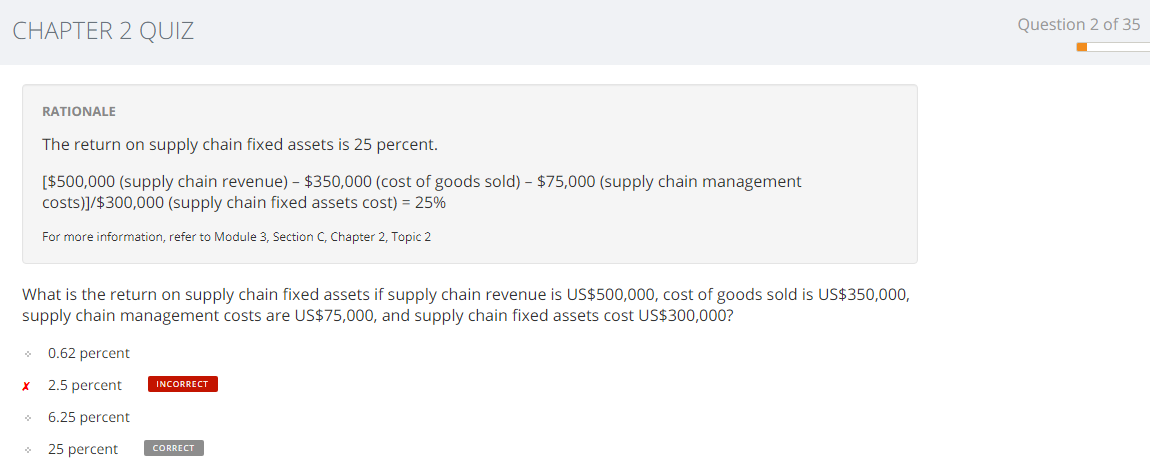 CHAPTER 2 QUIZ
Question 2 of 35
RATIONALE
The return on supply chain fixed assets is 25 percent.
[$500,000 (supply chain revenue) – $350,000 (cost of goods sold) – $75,000 (supply chain management
costs)]/$300,000 (supply chain fixed assets cost) = 25%
For more information, refer to Module 3, Section C, Chapter 2, Topic 2
What is the return on supply chain fixed assets if supply chain revenue is US$500,000, cost of goods sold is US$350,000,
supply chain management costs are US$75,000, and supply chain fixed assets cost US$300,000?
0.62 percent
✗ 2.5 percent INCORRECT
6.25 percent
25 percent CORRECT